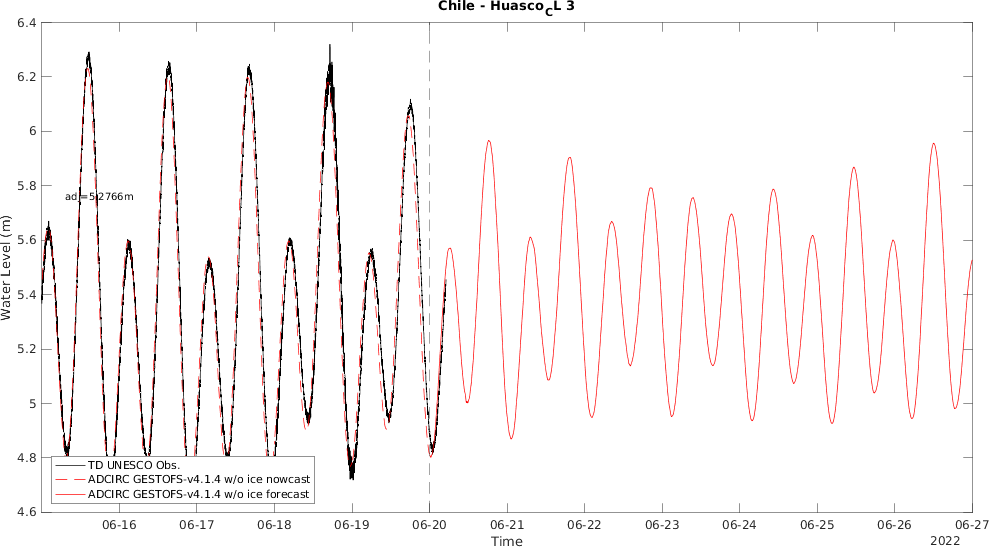 Chile - Huasco_CL 3
6.4
6.2
6
5.8
5.6
5.4
5.2
5
4.8
4.6
Water Level (m)
adj=5.2766m
TD UNESCO Obs.
ADCIRC GESTOFS-v4.1.4 w/o ice nowcast
ADCIRC GESTOFS-v4.1.4 w/o ice forecast
06-16 06-17 06-18 06-19 06-20 06-21 06-22 06-23 06-24 06-25 06-26 06-27
Time
2022